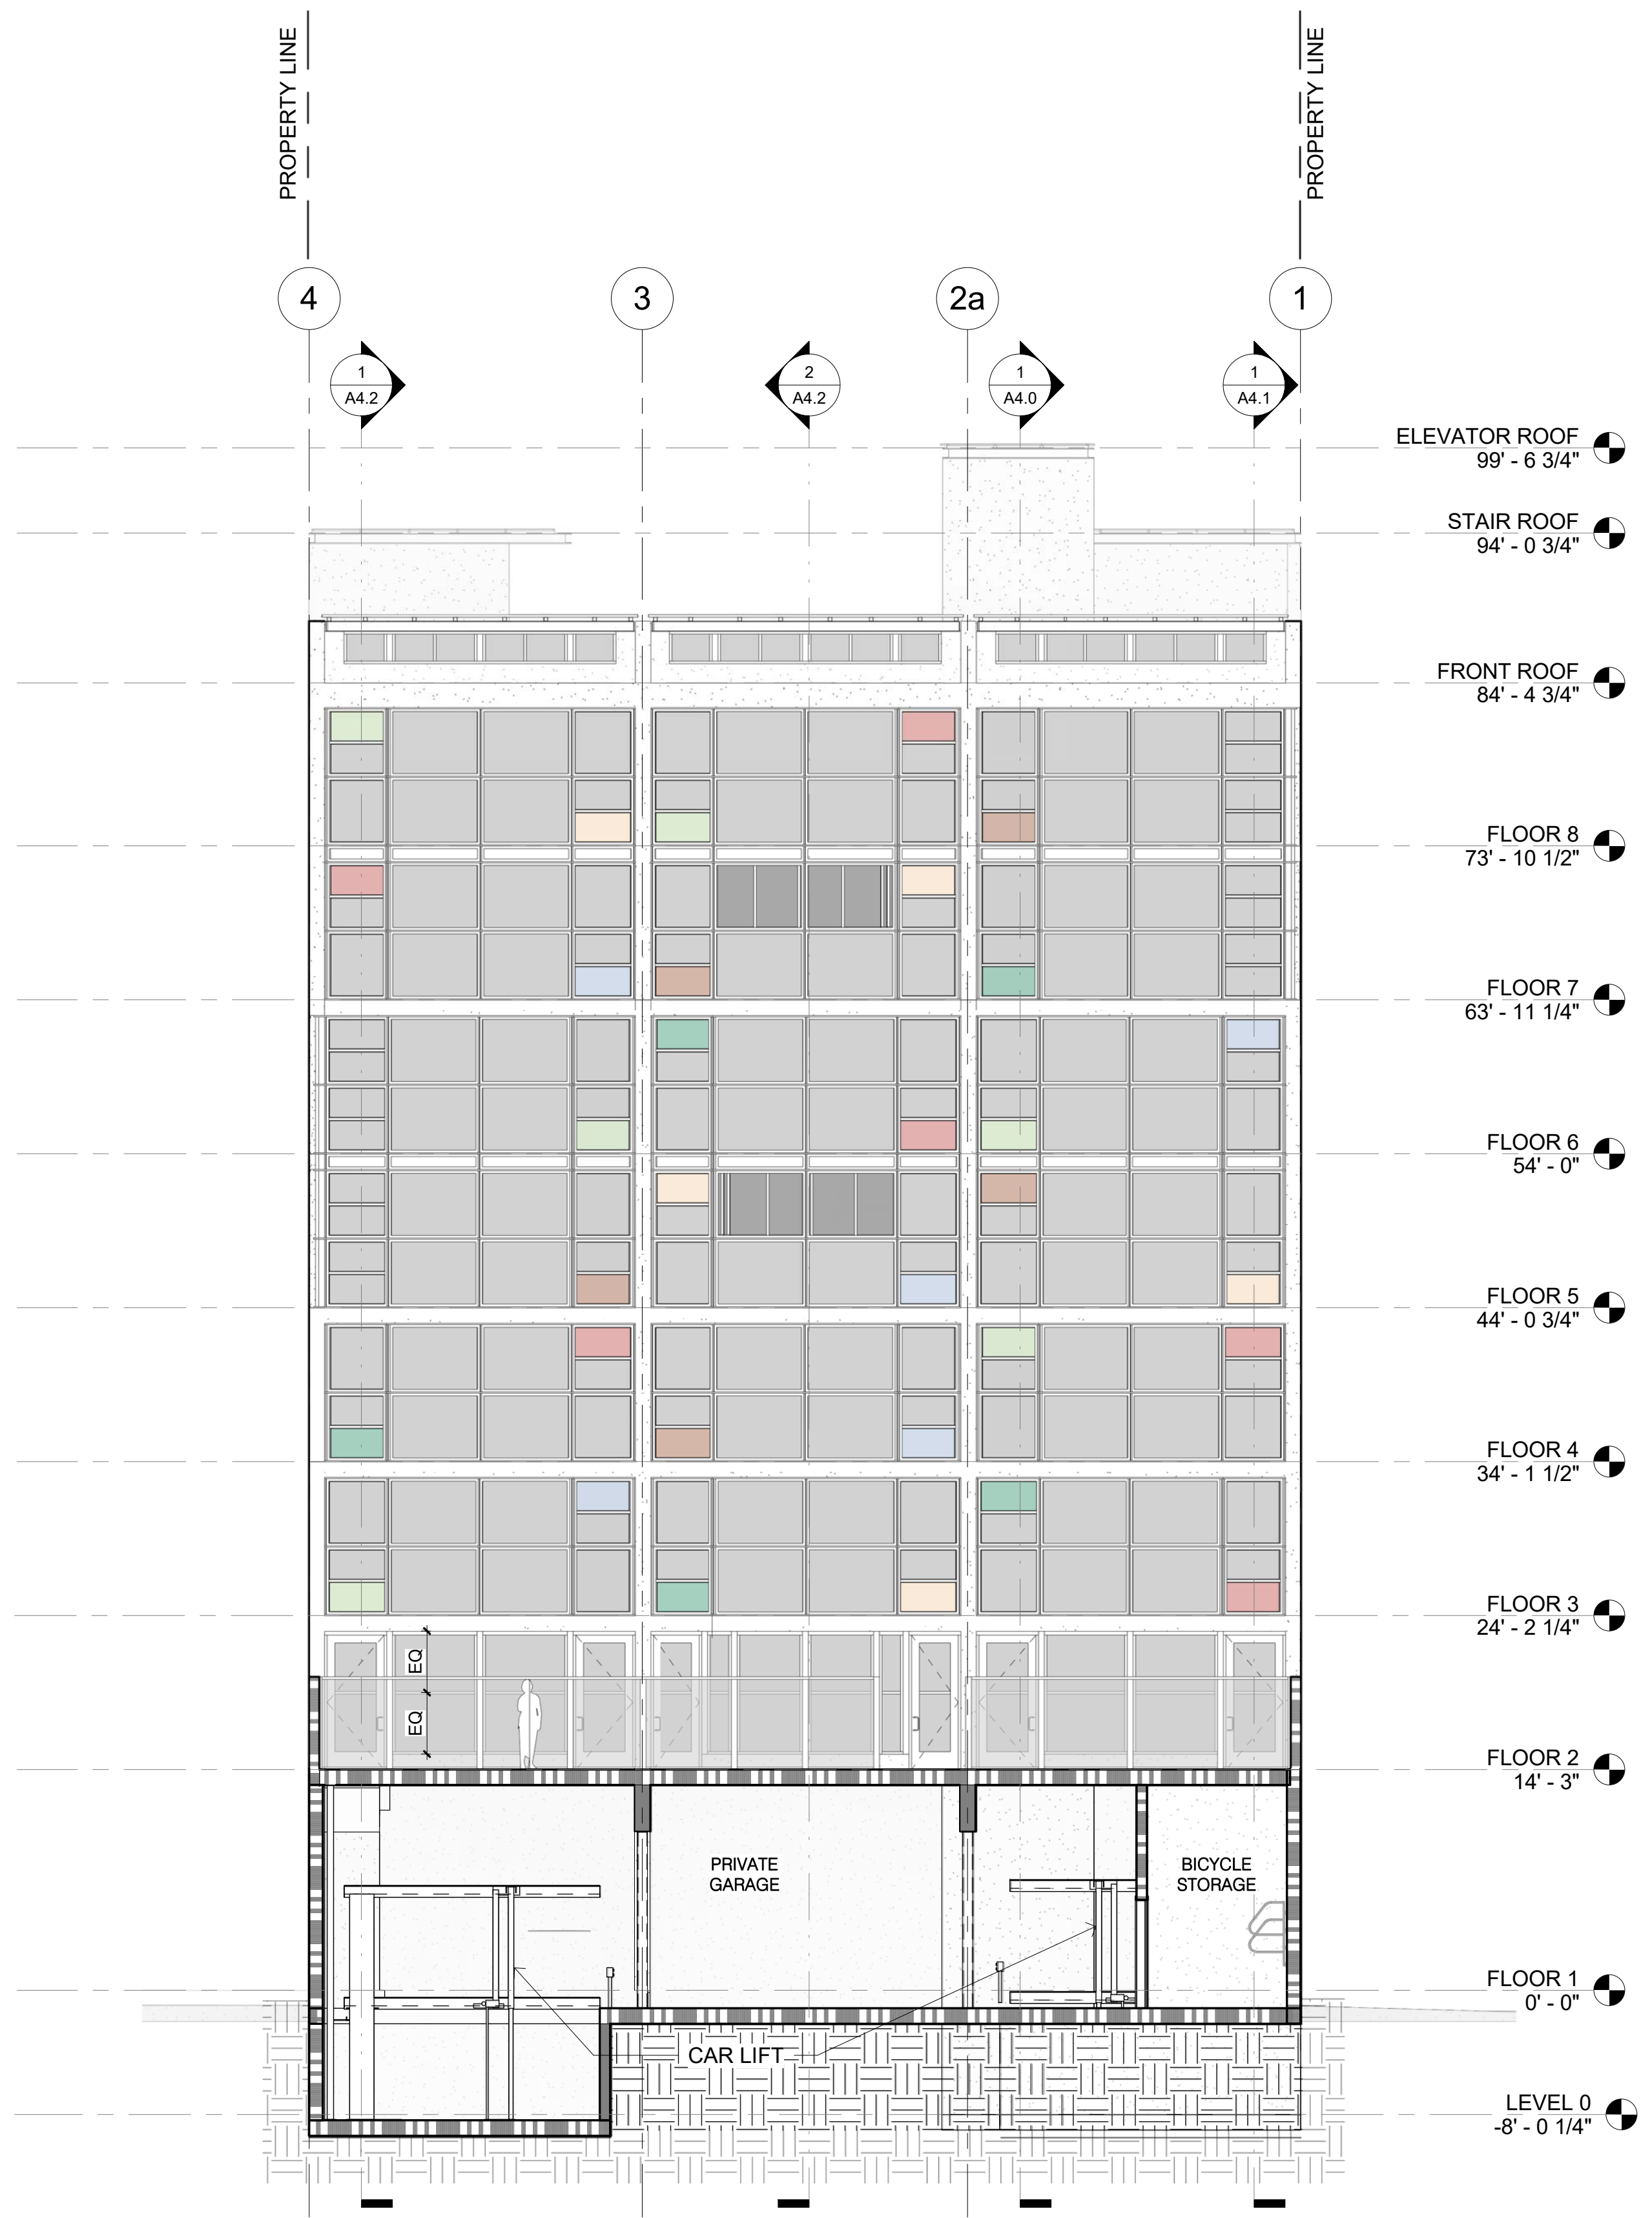 PROPERTY LINE
PROPERTY LINE
4
3
2a
1
1
A4.2
2
A4.2
1
A4.0
1
A4.1
ELEVATOR ROOF
99' - 6 3/4"
STAIR ROOF
94' - 0 3/4"
FRONT ROOF
84' - 4 3/4"
FLOOR 8
73' - 10 1/2"
FLOOR 7
63' - 11 1/4"
FLOOR 6
54' - 0"
FLOOR 5
44' - 0 3/4"
FLOOR 4
34' - 1 1/2"
FLOOR 3
24' - 2 1/4"
EQ
EQ
FLOOR 2
14' - 3"
PRIVATE
GARAGE
BICYCLE
STORAGE
FLOOR 1
0' - 0"
CAR LIFT
LEVEL 0
-8' - 0 1/4"